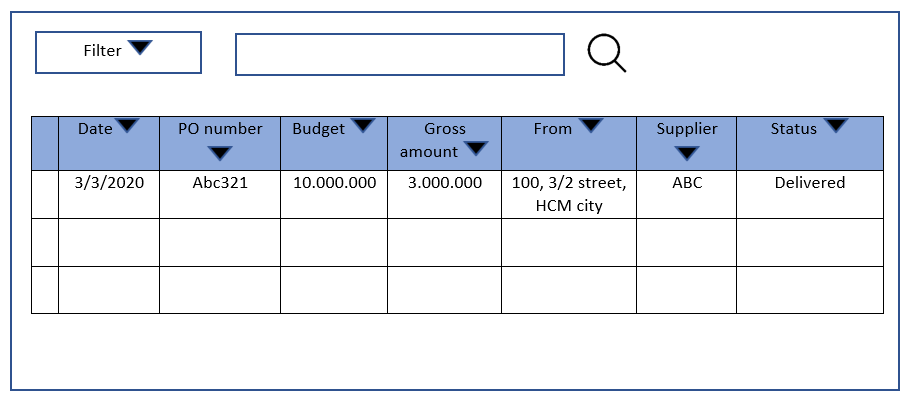 Filter
Date PO number Budget Gross amount From Supplier Status
3/3/2020 Abc321 10.000.000 3.000.000 100, 3/2 street, HCM city ABC Delivered